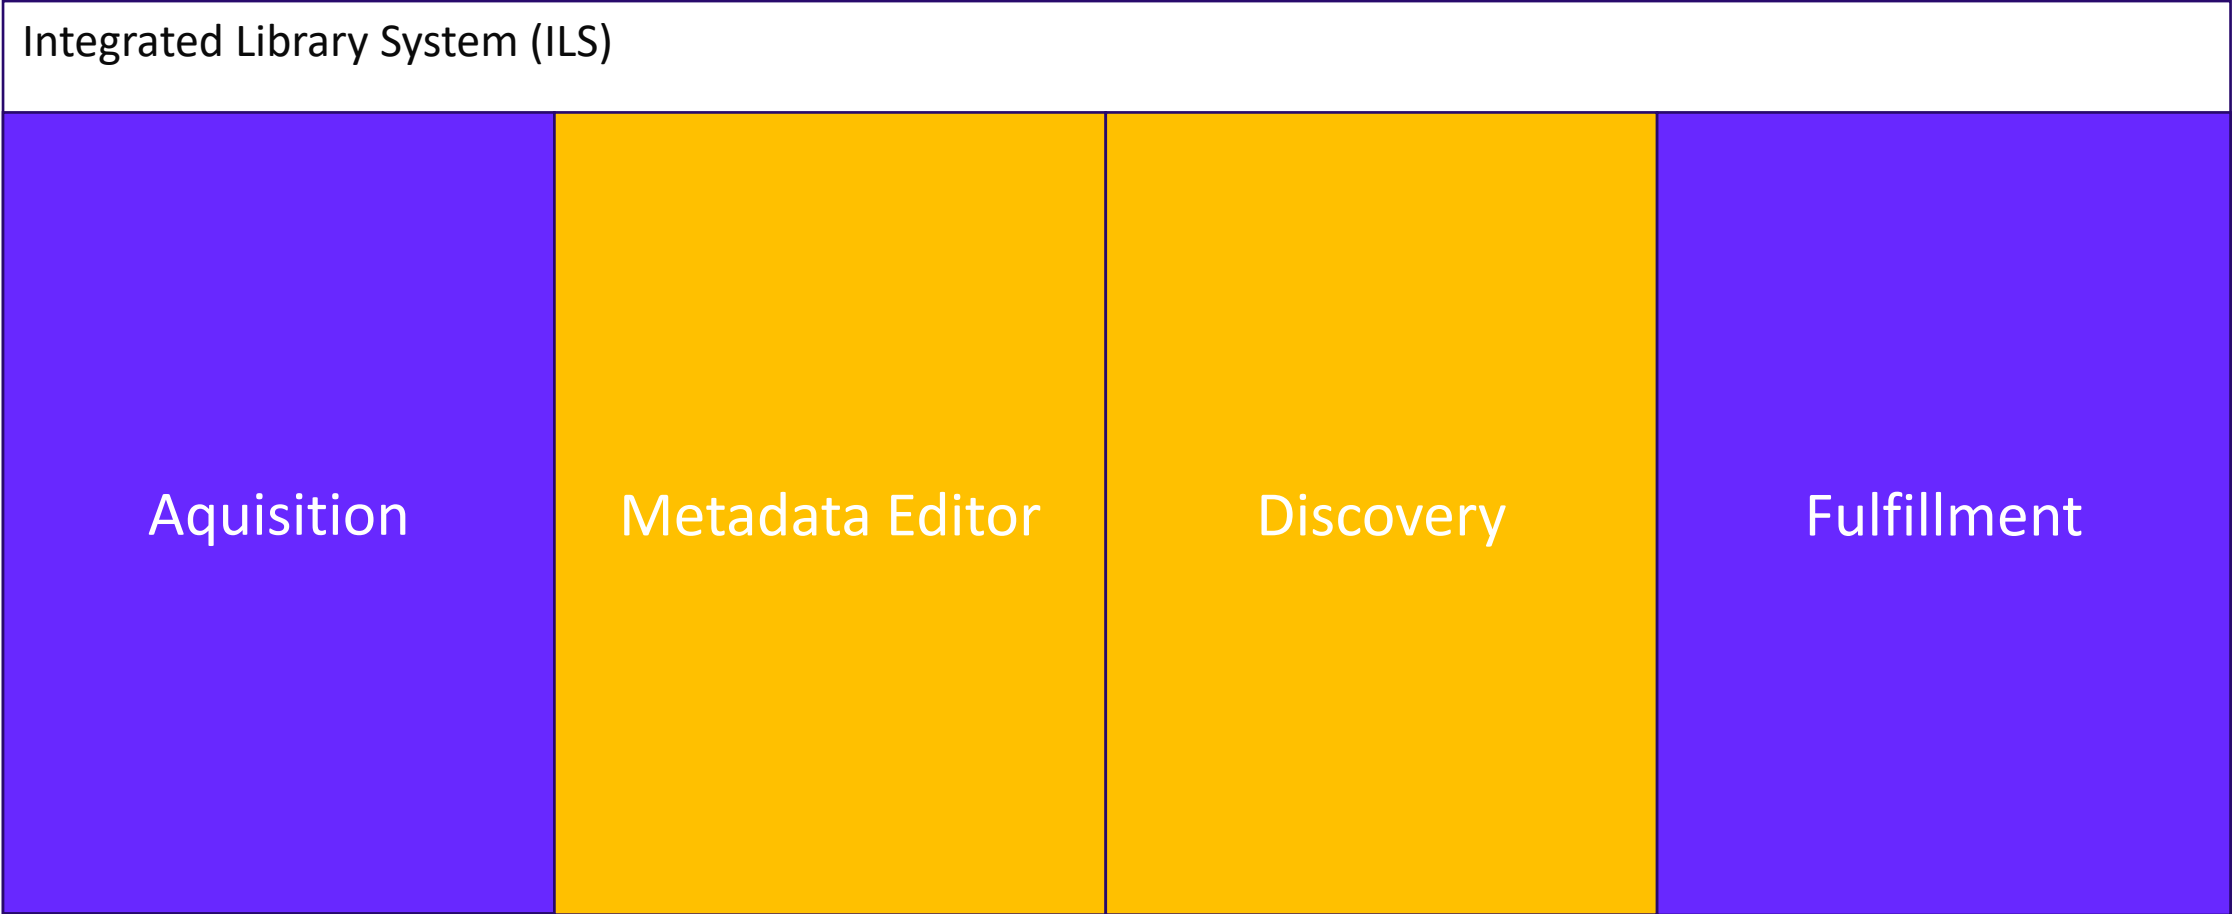 Integrated Library System (ILS)
Aquisition
Metadata Editor
Discovery
Fulfillment